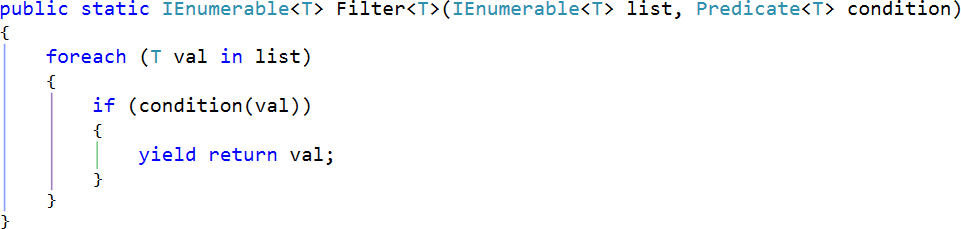 public static IEnumerable<T> Filter<T>(IEnumerable<T> list, Predicate<T> condition)
{
    foreach (T val in list)
    {
        if (condition(val))
        {
            yield return val;
        }
    }
}